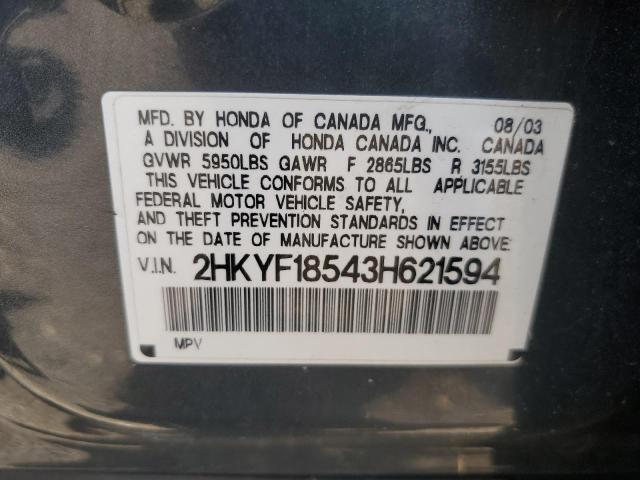 MFD. BY HONDA OF CANADA MFG., 08/03
A DIVISION OF HONDA CANADA INC. CANADA
GVWR 5950LBS GAWR F 2865LBS R 3155LBS
THIS VEHICLE CONFORMS TO ALL APPLICABLE
FEDERAL MOTOR VEHICLE SAFETY,
AND THEFT PREVENTION STANDARDS IN EFFECT
ON THE DATE OF MANUFACTURE SHOWN ABOVE.
V.I.N. 2HKYF18543H621594
MPV